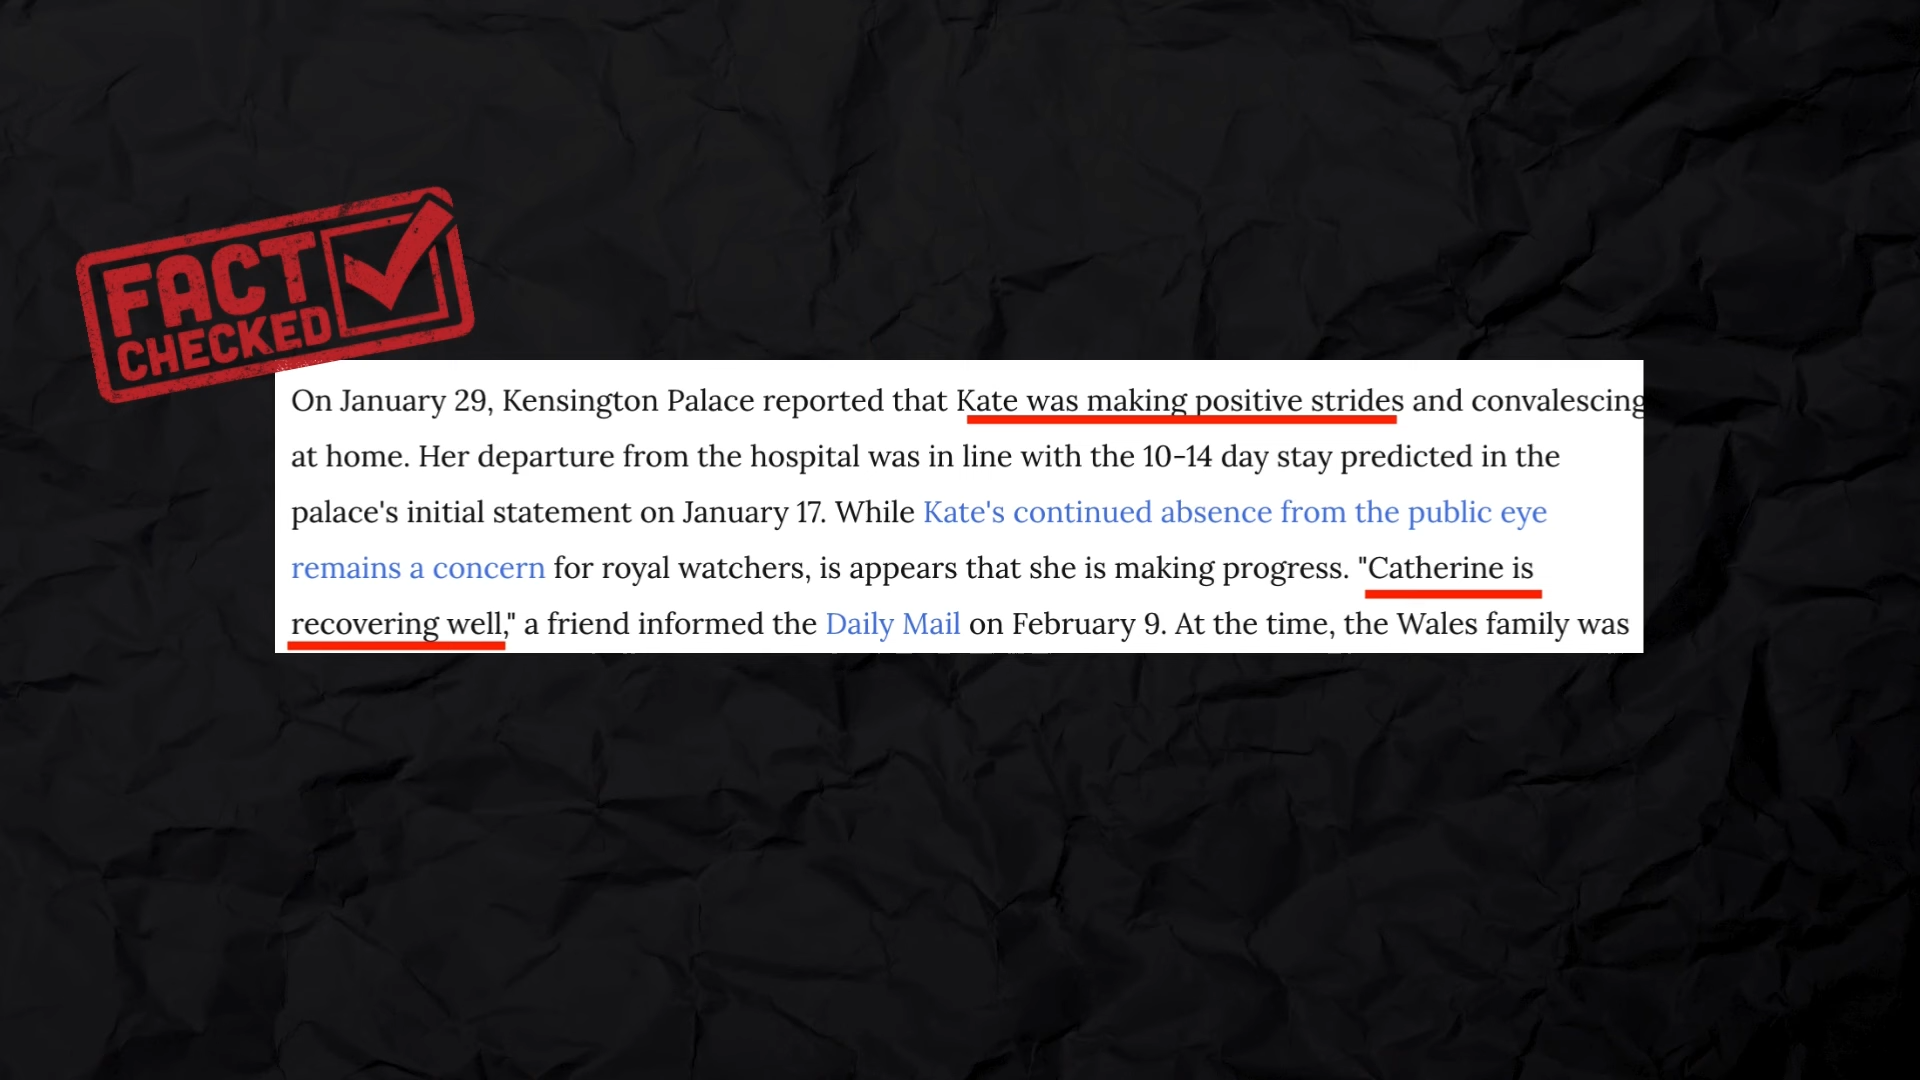 FACT
CHECKED
On January 29, Kensington Palace reported that Kate was making positive strides and convalescing
at home. Her departure from the hospital was in line with the 10-14 day stay predicted in the
palace's initial statement on January 17. While Kate's continued absence from the public eye
remains a concern for royal watchers, is appears that she is making progress. "Catherine is
recovering well," a friend informed the Daily Mail on February 9. At the time, the Wales family was